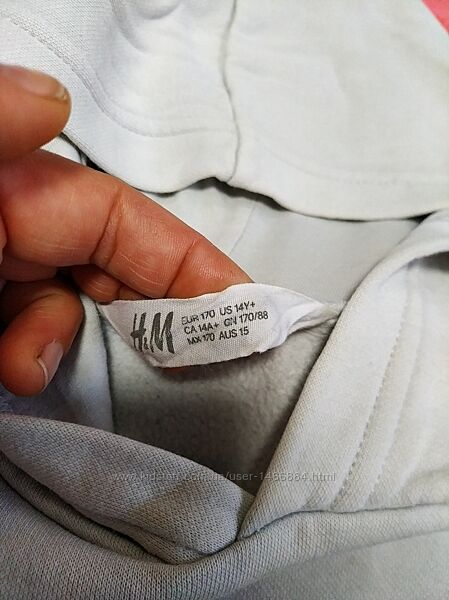 H&M
EUR 170 US 14Y+
CA 14A+ CN 170/88
MX 170 AUS 15